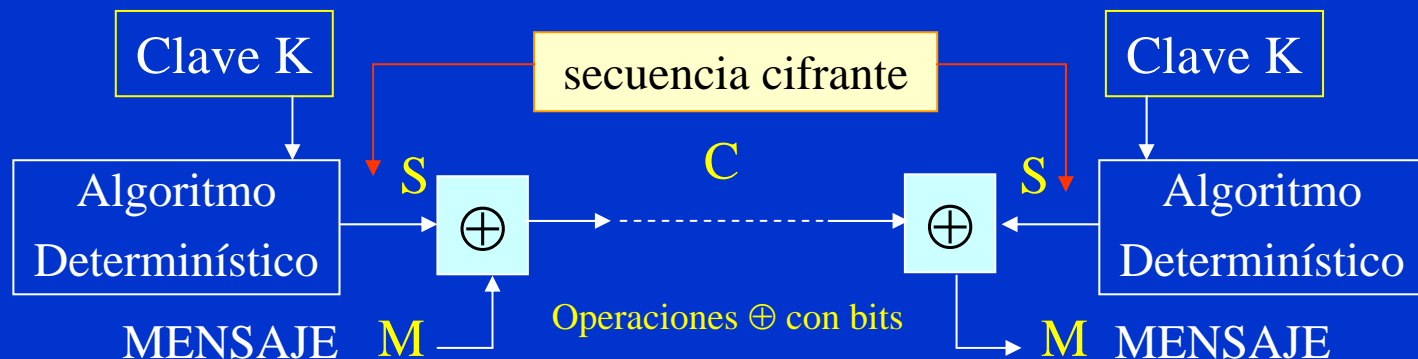 Clave K
secuencia cifrante
Clave K
Algoritmo
Determinístico
S
⊕
C
⊕
S
Algoritmo
Determinístico
MENSAJE M
Operaciones ⊕ con bits
M MENSAJE